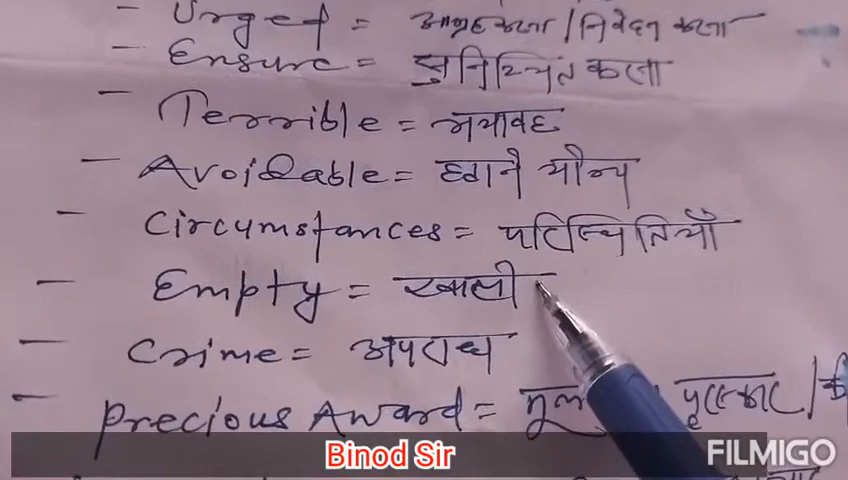 - Urged = आग्रह करना / निवेदन करना
- Ensure = सुनिश्चित करना
- Terrible = भयावह
- Avoidable = हटाने योग्य
- Circumstances = परिस्थितियाँ
- Empty = खाली
- Crime = अपराध
- Precious Award = पुरस्कार /
Binod Sir
FILMIGO